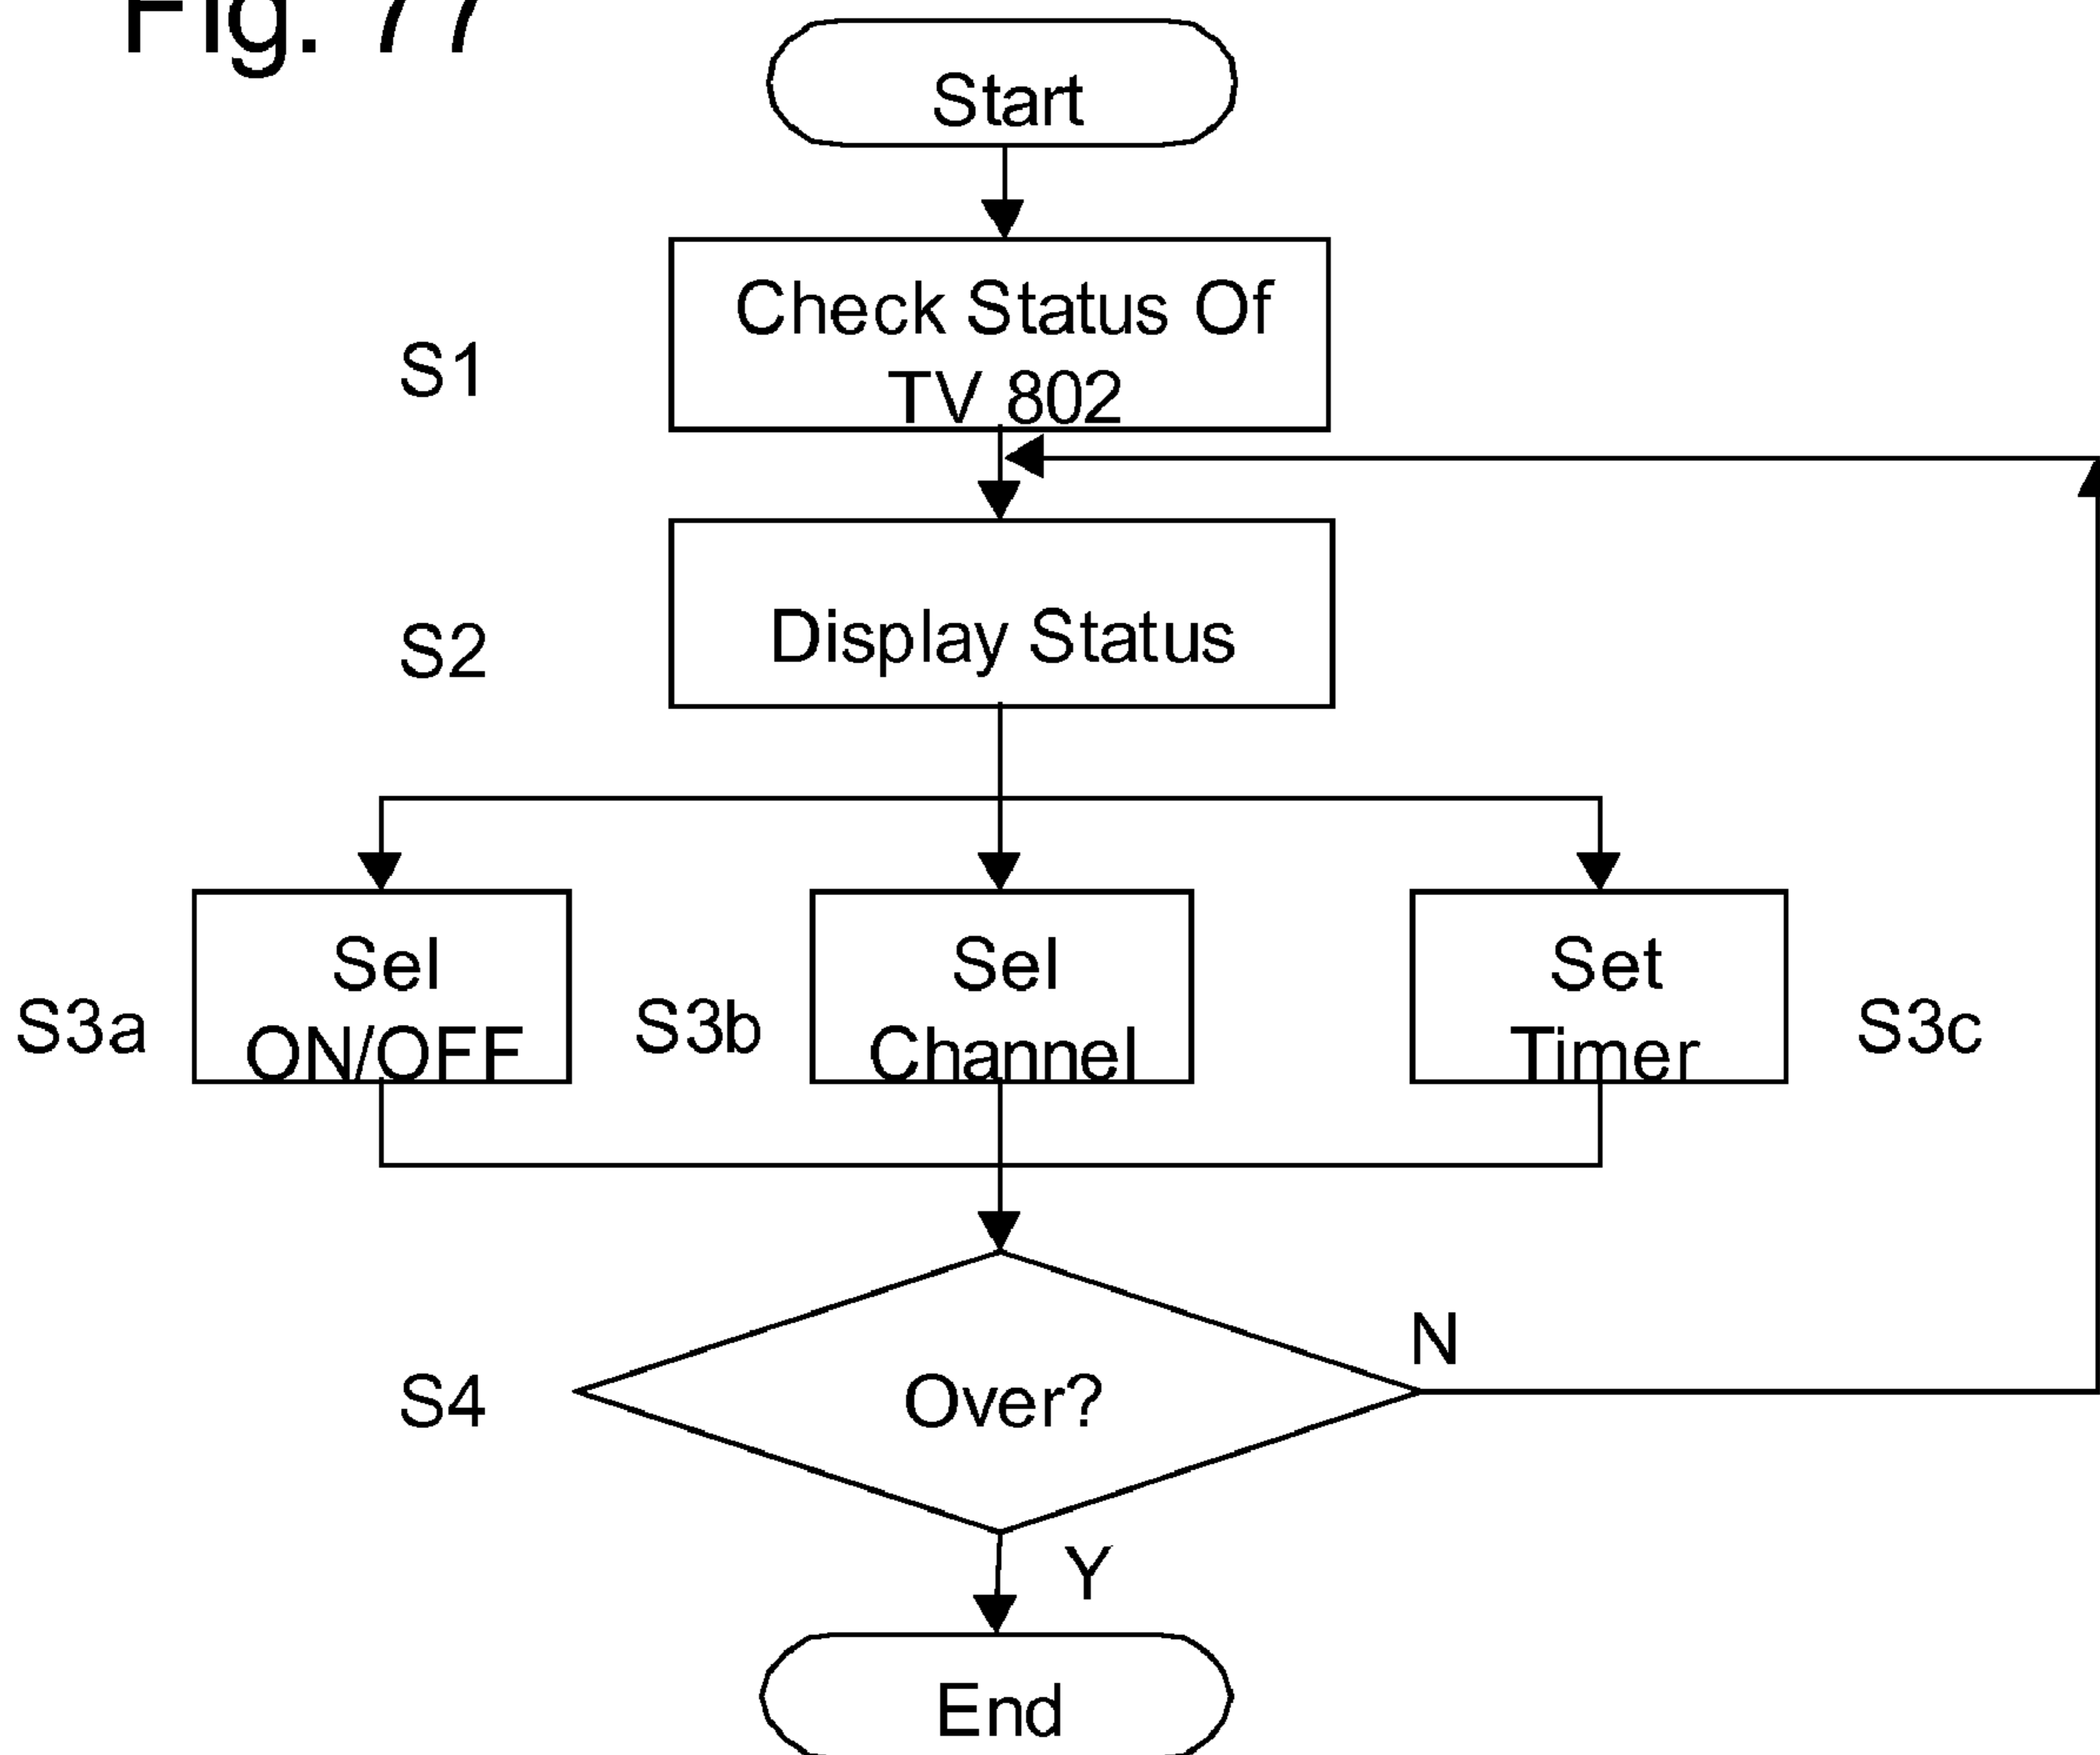 Fig. 77
Start
S1
Check Status Of
TV 802
S2
Display Status
S3a
Sel
ON/OFF
S3b
Sel
Channel
Set
Timer
S3c
S4
Over?
N
Y
End